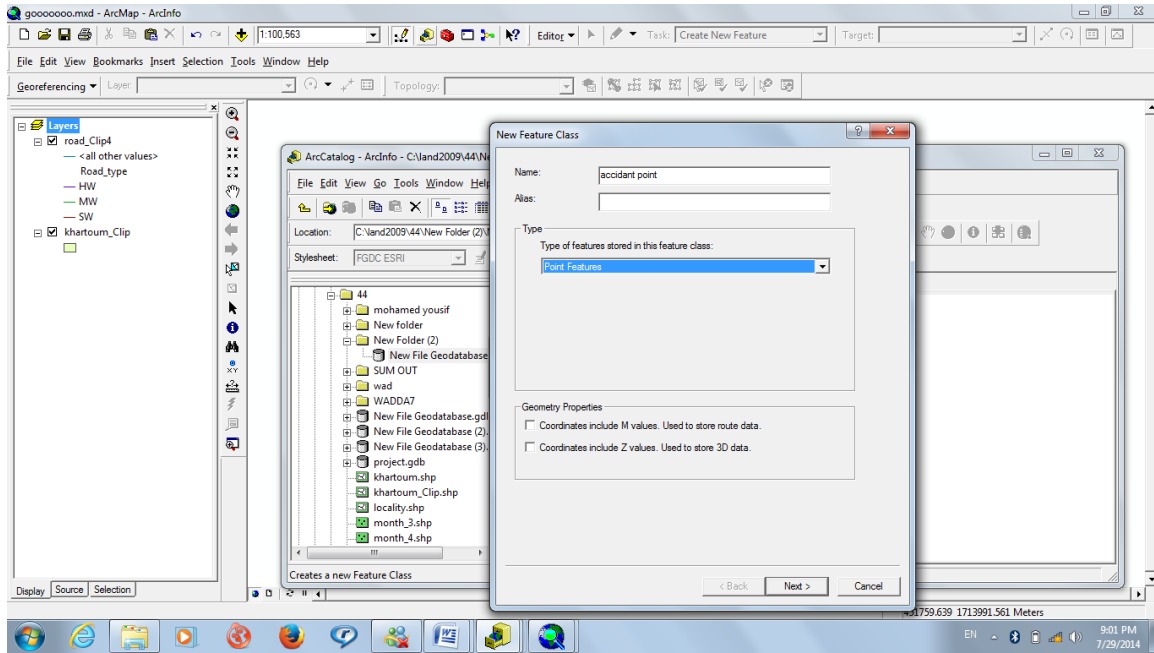 gooooooo.mxd - ArcMap - ArcInfo
1:100,563 Editor Task: Create New Feature Target:
File Edit View Bookmarks Insert Selection Tools Window Help
Georeferencing Layer: Topology:
Layers
road_Clip4
<all other values>
Road_type
HW
MW
SW
khartoum_Clip
Display Source Selection
ArcCatalog - ArcInfo - C:\land2009\44\Ne
File Edit View Go Tools Window Help
Location: C:\land2009\44\New Folder (2)\
Stylesheet: FGDC ESRI
44
mohamed yousif
New folder
New Folder (2)
New File Geodatabase
SUM OUT
wad
WADDA7
New File Geodatabase.gdl
New File Geodatabase (2).
New File Geodatabase (3).
project.gdb
khartoum.shp
khartoum_Clip.shp
locality.shp
month_3.shp
month_4.shp
Creates a new Feature Class
New Feature Class
Name: accidant point
Alias:
Type
Type of features stored in this feature class:
Point Features
Geometry Properties
Coordinates include M values. Used to store route data.
Coordinates include Z values. Used to store 3D data.
< Back Next > Cancel
431759.639 1713991.561 Meters
EN 9:01 PM
7/29/2014